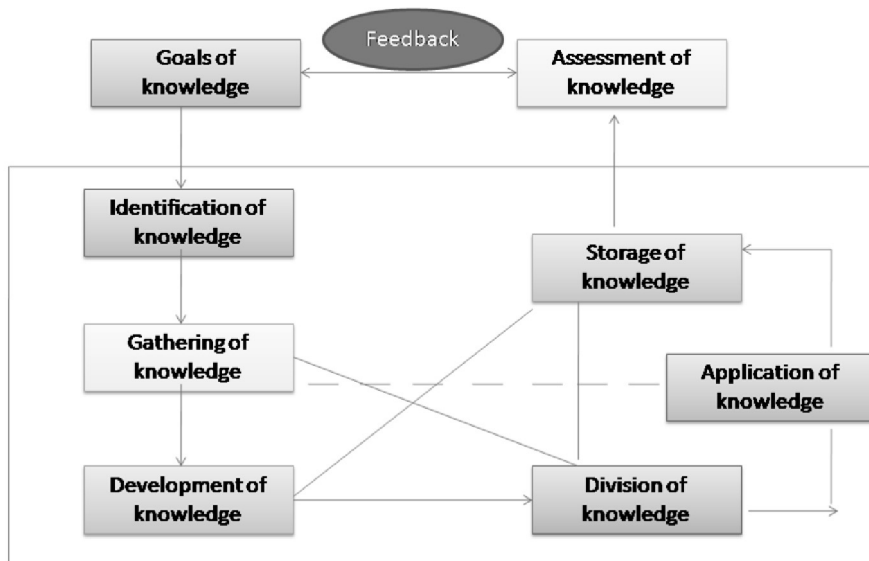 Feedback
Goals of
knowledge
Assessment of
knowledge
Identification of
knowledge
Storage of
knowledge
Gathering of
knowledge
Application of
knowledge
Development of
knowledge
Division of
knowledge